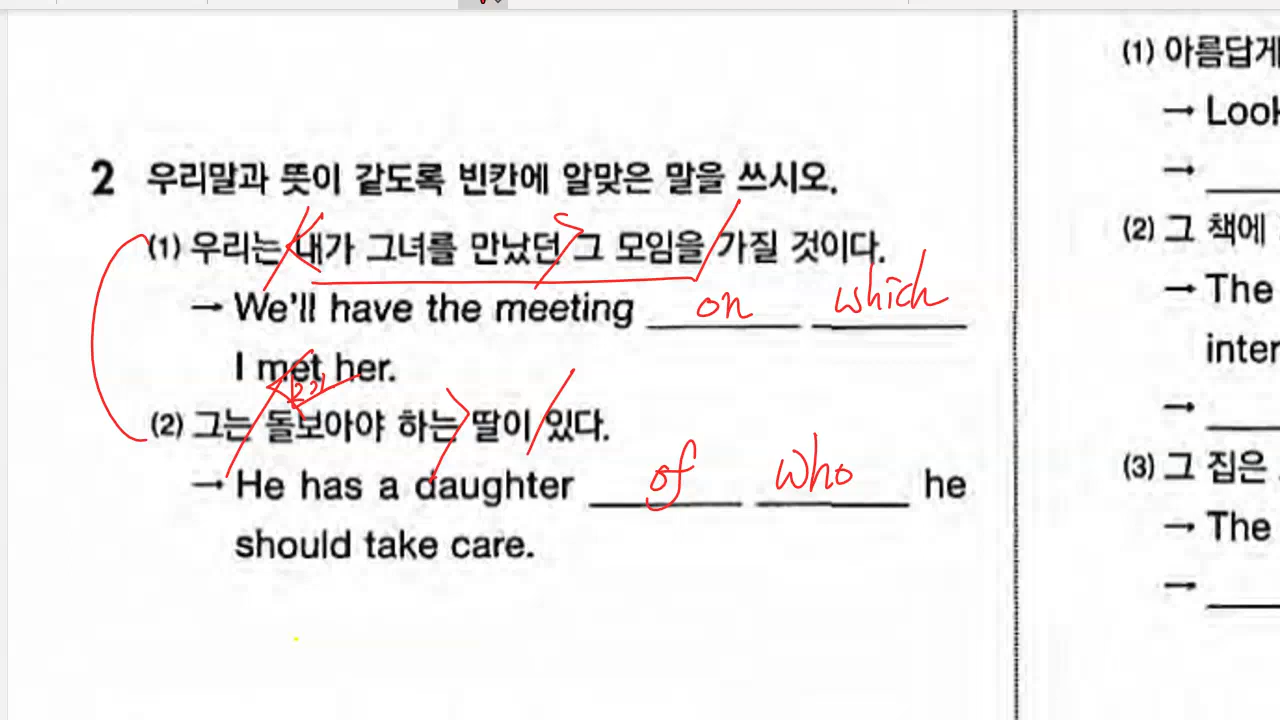 2 우리말과 뜻이 같도록 빈칸에 알맞은 말을 쓰시오.
(1) 우리는 내가 그녀를 만났던 그 모임을 가질 것이다.
→ We'll have the meeting on which
I met her.
(2) 그는 돌보아야 하는 딸이 있다.
→ He has a daughter of who he
should take care.
(1) 아름답게
→ Look
→
(2) 그 책에
→ The
inter
→
(3) 그 집은
→ The
→